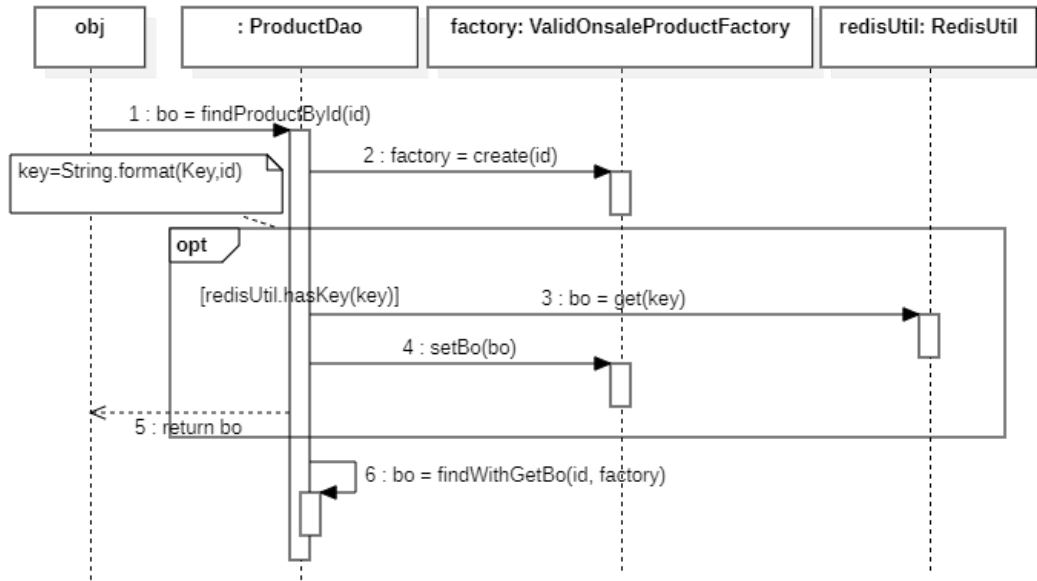 obj
: ProductDao
factory: ValidOnsaleProductFactory
redisUtil: RedisUtil
1 : bo = findProductById(id)
2 : factory = create(id)
key=String.format(Key,id)
opt
[redisUtil.hasKey(key)]
3 : bo = get(key)
4 : setBo(bo)
5 : return bo
6 : bo = findWithGetBo(id, factory)